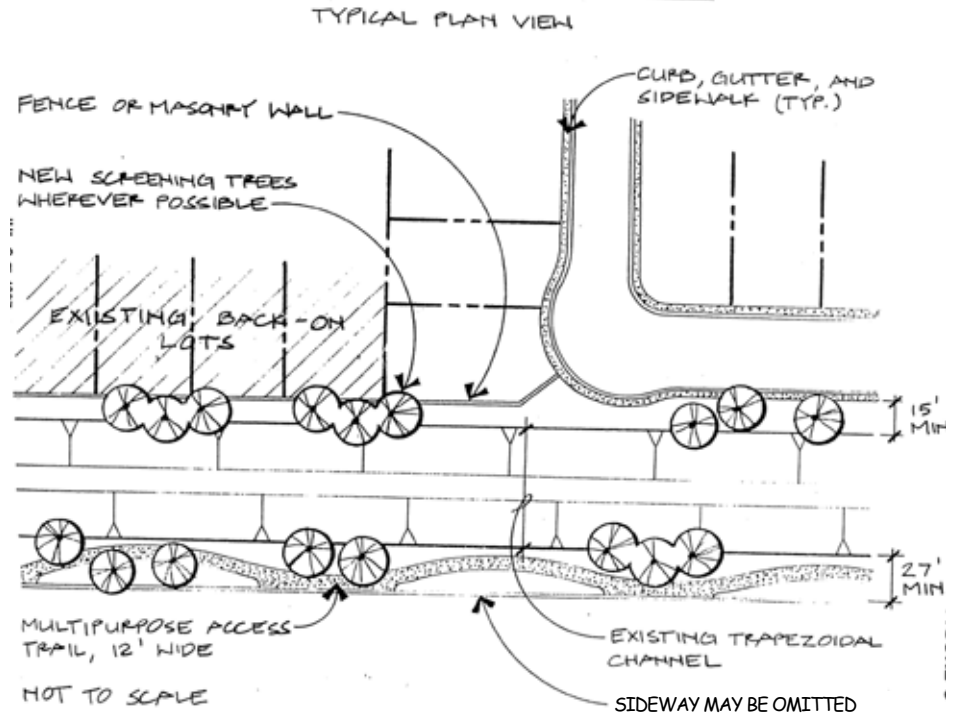 TYPICAL PLAN VIEW
CURB, GUTTER, AND
SIDEWALK (TYP.)
FENCE OR MASONRY WALL
NEW SCREENING TREES
WHEREVER POSSIBLE
EXISTING BACK-ON
LOTS
15'
MIN
27'
MIN
MULTIPURPOSE ACCESS
TRAIL, 12' WIDE
EXISTING TRAPEZOIDAL
CHANNEL
NOT TO SCALE
SIDEWAY MAY BE OMITTED